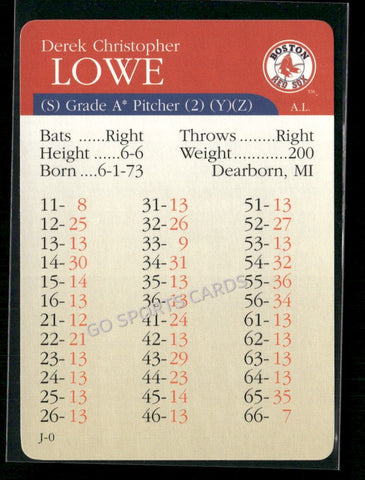 Derek Christopher
LOWE
BOSTON
RED SOX
TM
(S) Grade A* Pitcher (2) (Y)(Z)
A.L.
Bats ......Right Throws .......Right
Height ......6-6 Weight............200
Born ....6-1-73 Dearborn, MI
11- 8 31-13 51-13
12-25 32-26 52-27
13-13 33- 9 53-13
14-30 34-31 54-32
15-14 35-13 55-36
16-13 36-13 56-34
21-12 41-24 61-13
22-21 42-13 62-13
23-13 43-29 63-13
24-13 44-23 64-13
25-13 45-13 65-13
26-13 46-13 66- 7
J-0
GO SPORTS CARDS